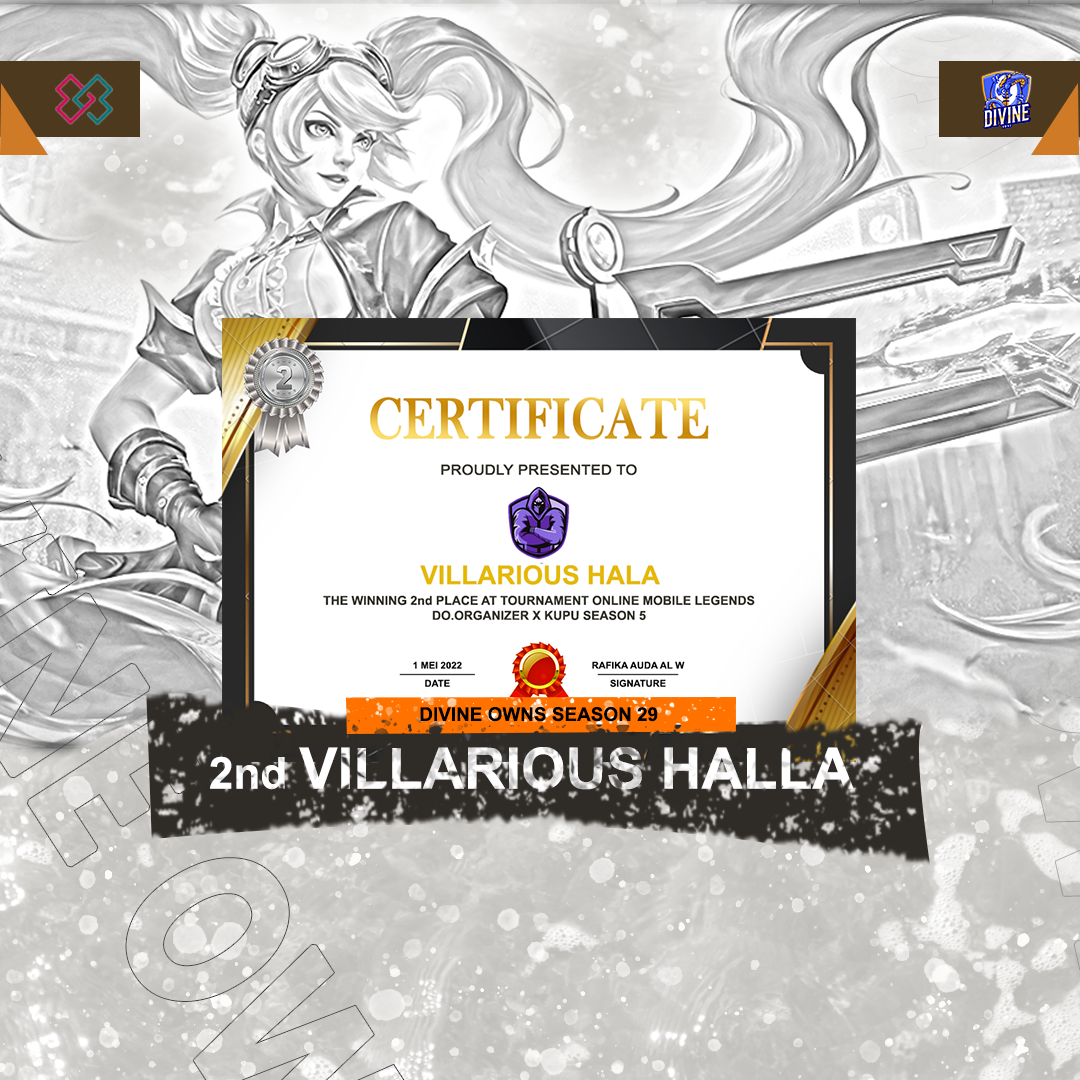 DIVINE
2
CERTIFICATE
PROUDLY PRESENTED TO
VILLARIOUS HALA
THE WINNING 2nd PLACE AT TOURNAMENT ONLINE MOBILE LEGENDS
DO.ORGANIZER X KUPU SEASON 5
1 MEI 2022
DATE
RAFIKA AUDA AL W
SIGNATURE
DIVINE OWNS SEASON 29
2nd VILLARIOUS HALLA